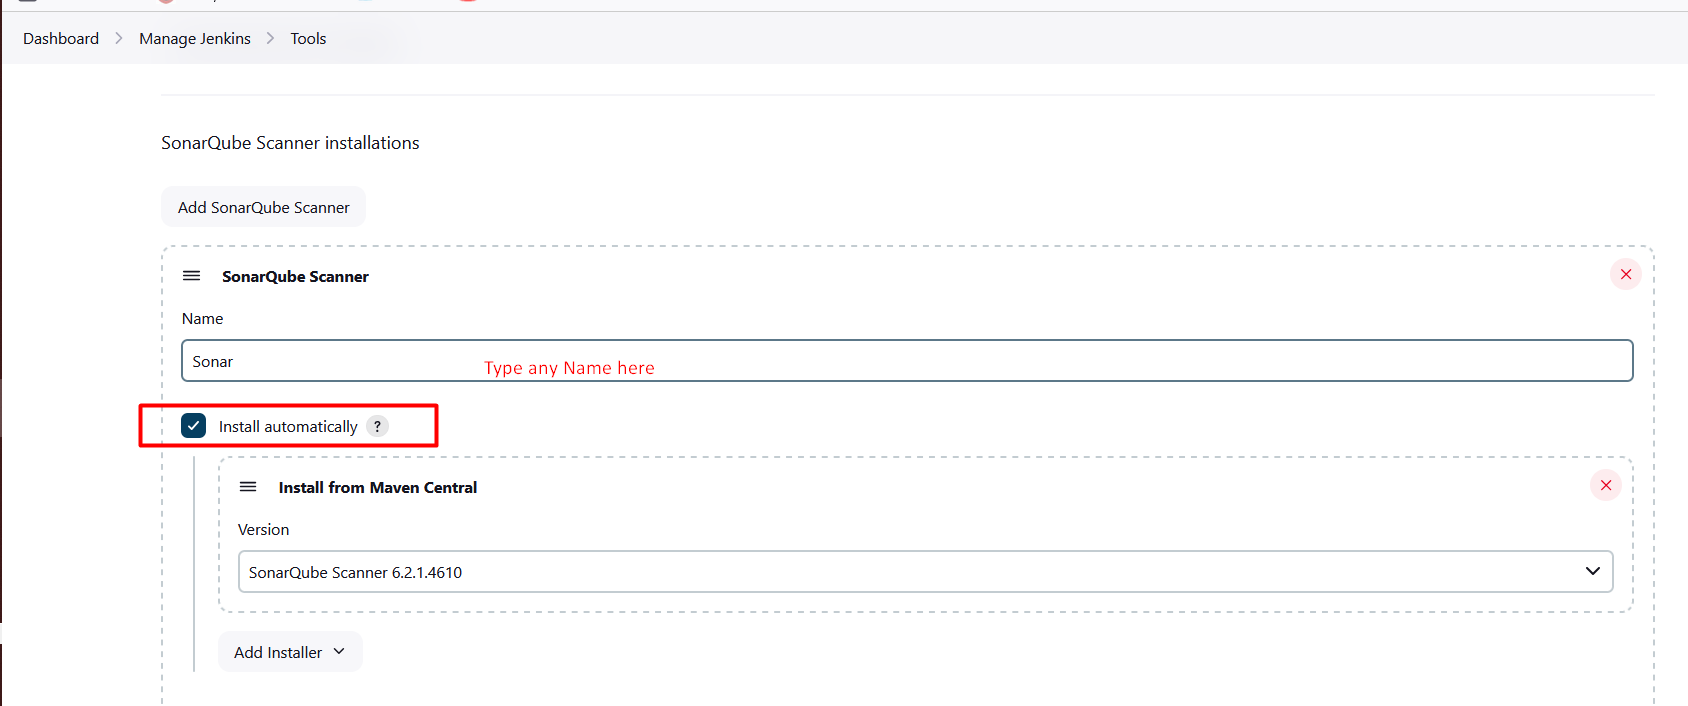 Dashboard > Manage Jenkins > Tools
SonarQube Scanner installations
Add SonarQube Scanner
SonarQube Scanner
Name
Sonar
Type any Name here
Install automatically ?
Install from Maven Central
Version
SonarQube Scanner 6.2.1.4610
Add Installer